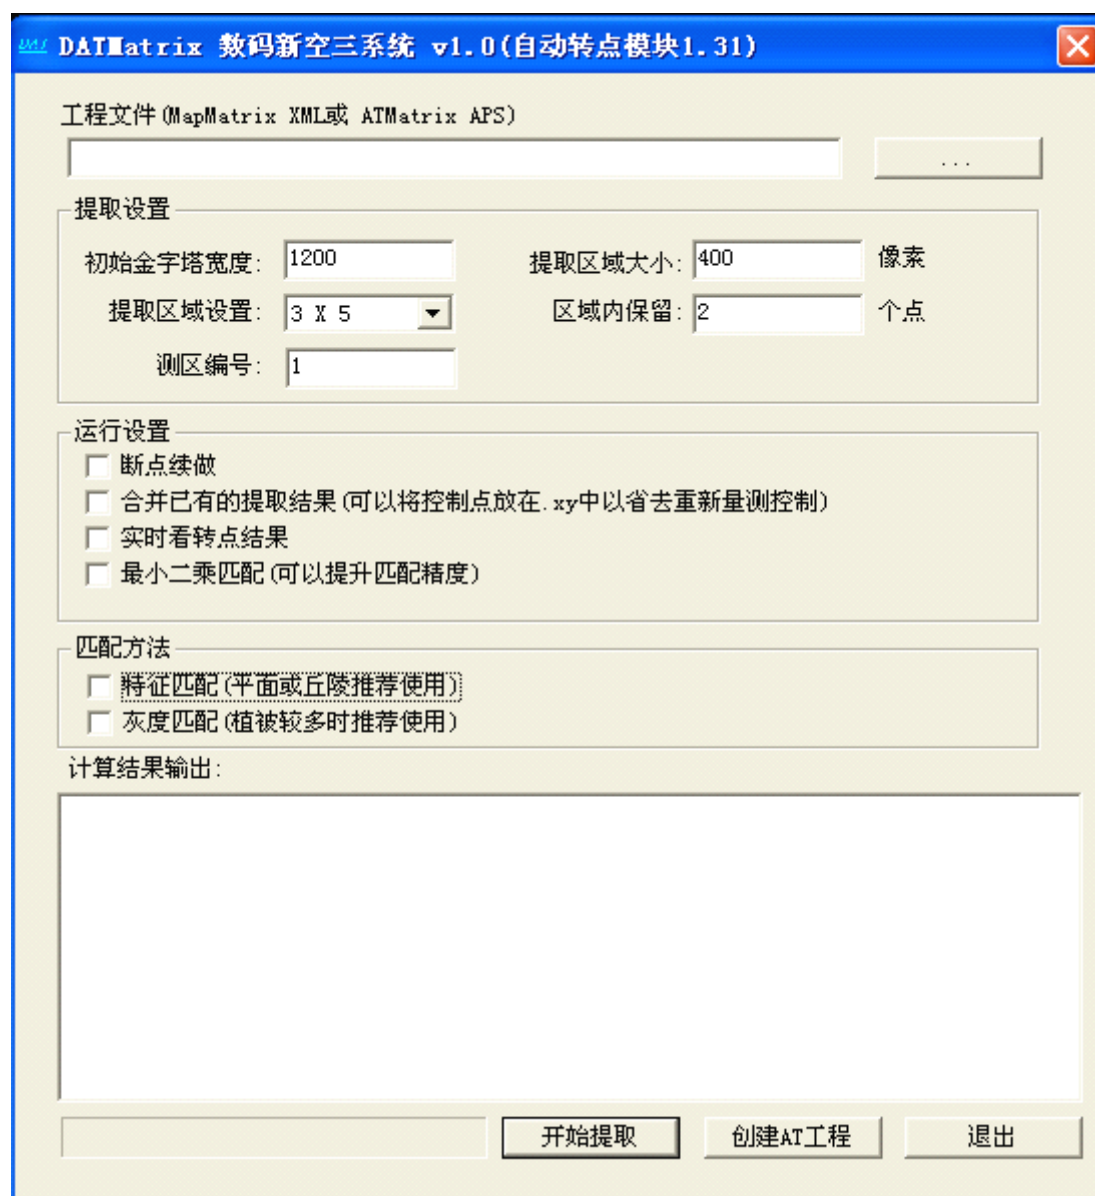 DATMatrix 数码新空三系统 v1.0(自动转点模块1.31)
工程文件(MapMatrix XML或 ATMatrix APS)
...
提取设置
初始金字塔宽度: 1200 提取区域大小: 400 像素
提取区域设置: 3 X 5 区域内保留: 2 个点
测区编号: 1
运行设置
断点续做
合并已有的提取结果(可以将控制点放在.xy中以省去重新量测控制)
实时看转点结果
最小二乘匹配(可以提升匹配精度)
匹配方法
特征匹配(平面或丘陵推荐使用)
灰度匹配(植被较多时推荐使用)
计算结果输出:
开始提取 创建AT工程 退出